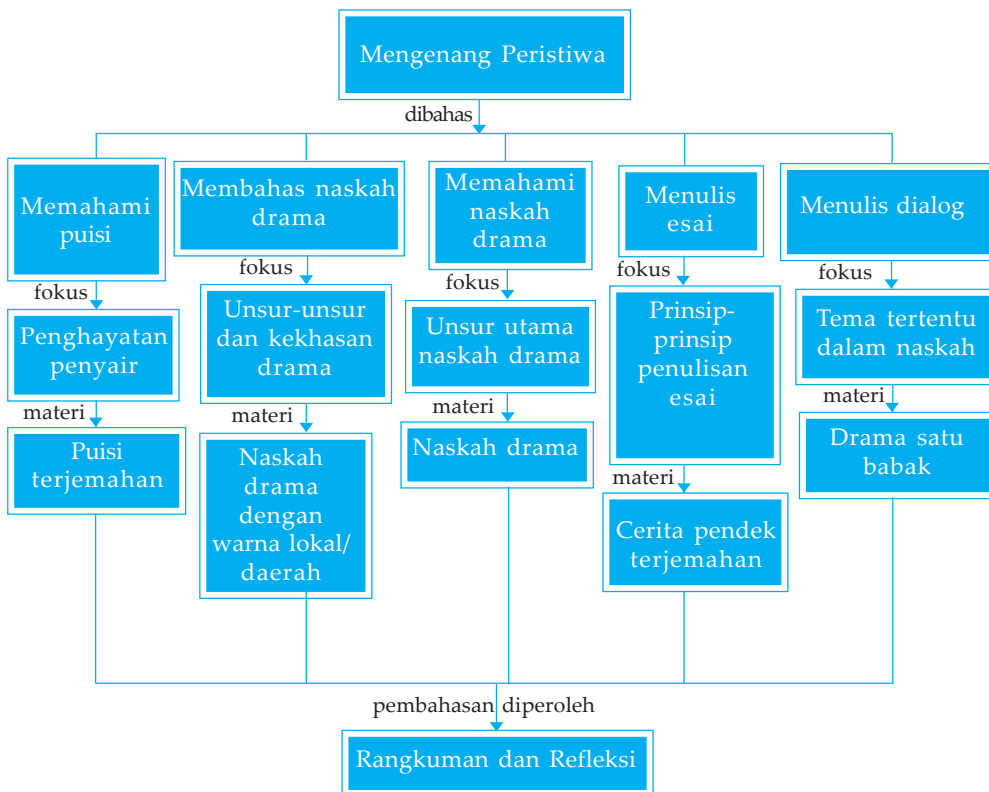 Mengenang Peristiwa
dibahas
Memahami
puisi
fokus
Penghayatan
penyair
materi
Puisi
terjemahan
Membahas naskah
drama
fokus
Unsur-unsur
dan kekhasan
drama
materi
Naskah
drama
dengan
warna lokal/
daerah
Memahami
naskah
drama
fokus
Unsur utama
naskah drama
materi
Naskah drama
Menulis
esai
fokus
Prinsip-
prinsip
penulisan
esai
materi
Cerita pendek
terjemahan
Menulis dialog
fokus
Tema tertentu
dalam naskah
materi
Drama satu
babak
pembahasan diperoleh
Rangkuman dan Refleksi